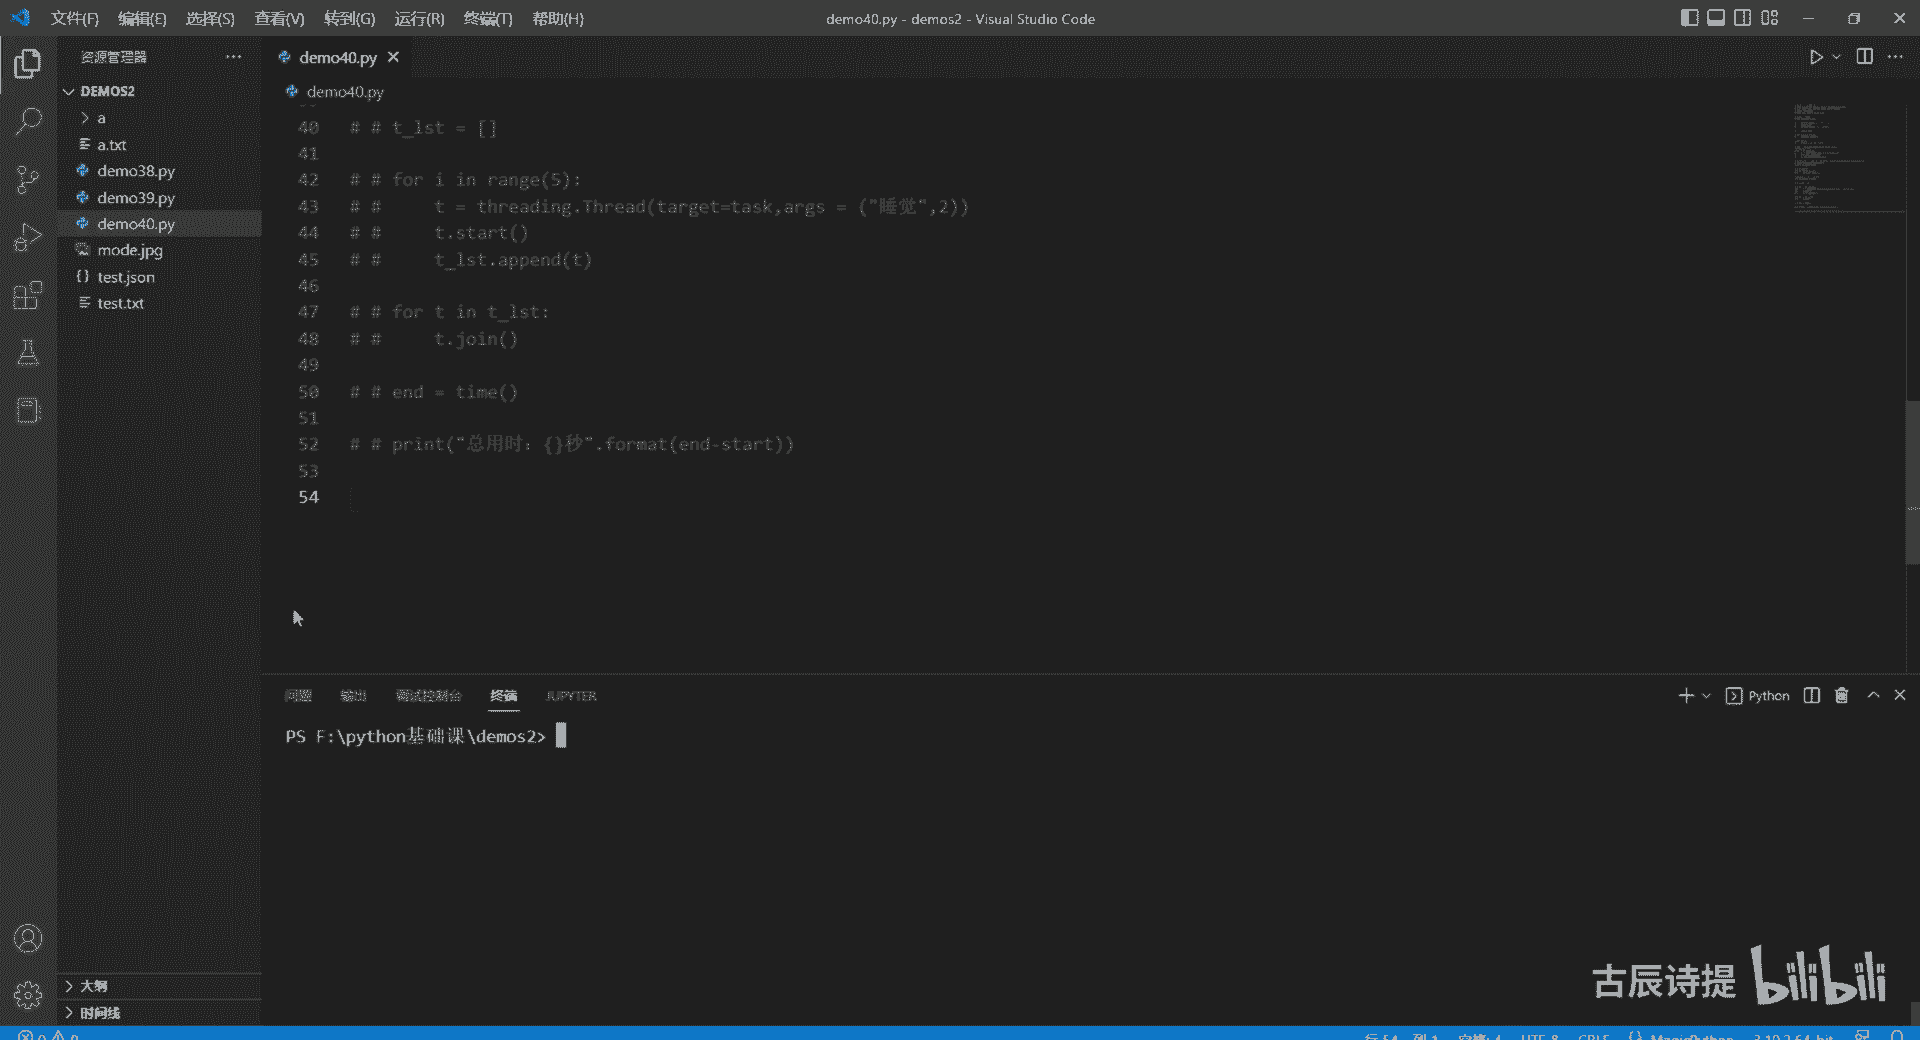 文件(F) 编辑(E) 选择(S) 查看(V) 转到(G) 运行(R) 终端(T) 帮助(H)
demo40.py - demos2 - Visual Studio Code
资源管理器
demo40.py
DEMOS2
demo40.py
a
a.txt
demo38.py
demo39.py
demo40.py
mode.jpg
{} test.json
test.txt
40 # # t_lst = []
41
42 # # for i in range(5):
43 # #     t = threading.Thread(target=task,args = ("睡觉",2))
44 # #     t.start()
45 # #     t_lst.append(t)
46
47 # # for t in t_lst:
48 # #     t.join()
49
50 # # end = time()
51
52 # # print("总用时: {}秒".format(end-start))
53
54
问题 输出 调试控制台 终端 JUPYTER
Python
PS F:\python基础课\demos2>
大纲
时间线
古辰诗提 bilibili